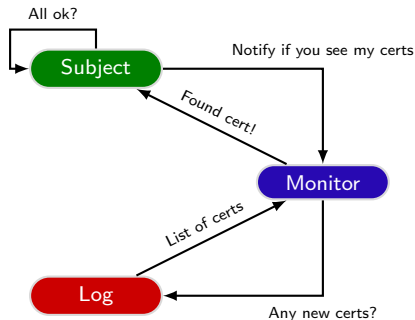 All ok?
Subject
Notify if you see my certs
Found cert!
Monitor
List of certs
Log
Any new certs?